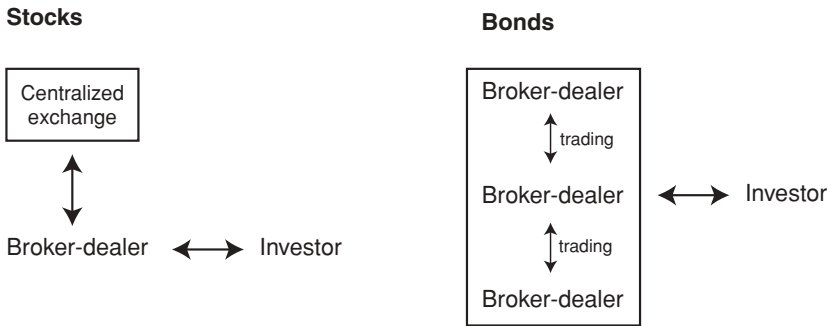 Stocks
Centralized
exchange
Broker-dealer
Investor
Bonds
Broker-dealer
trading
Broker-dealer
trading
Broker-dealer
Investor